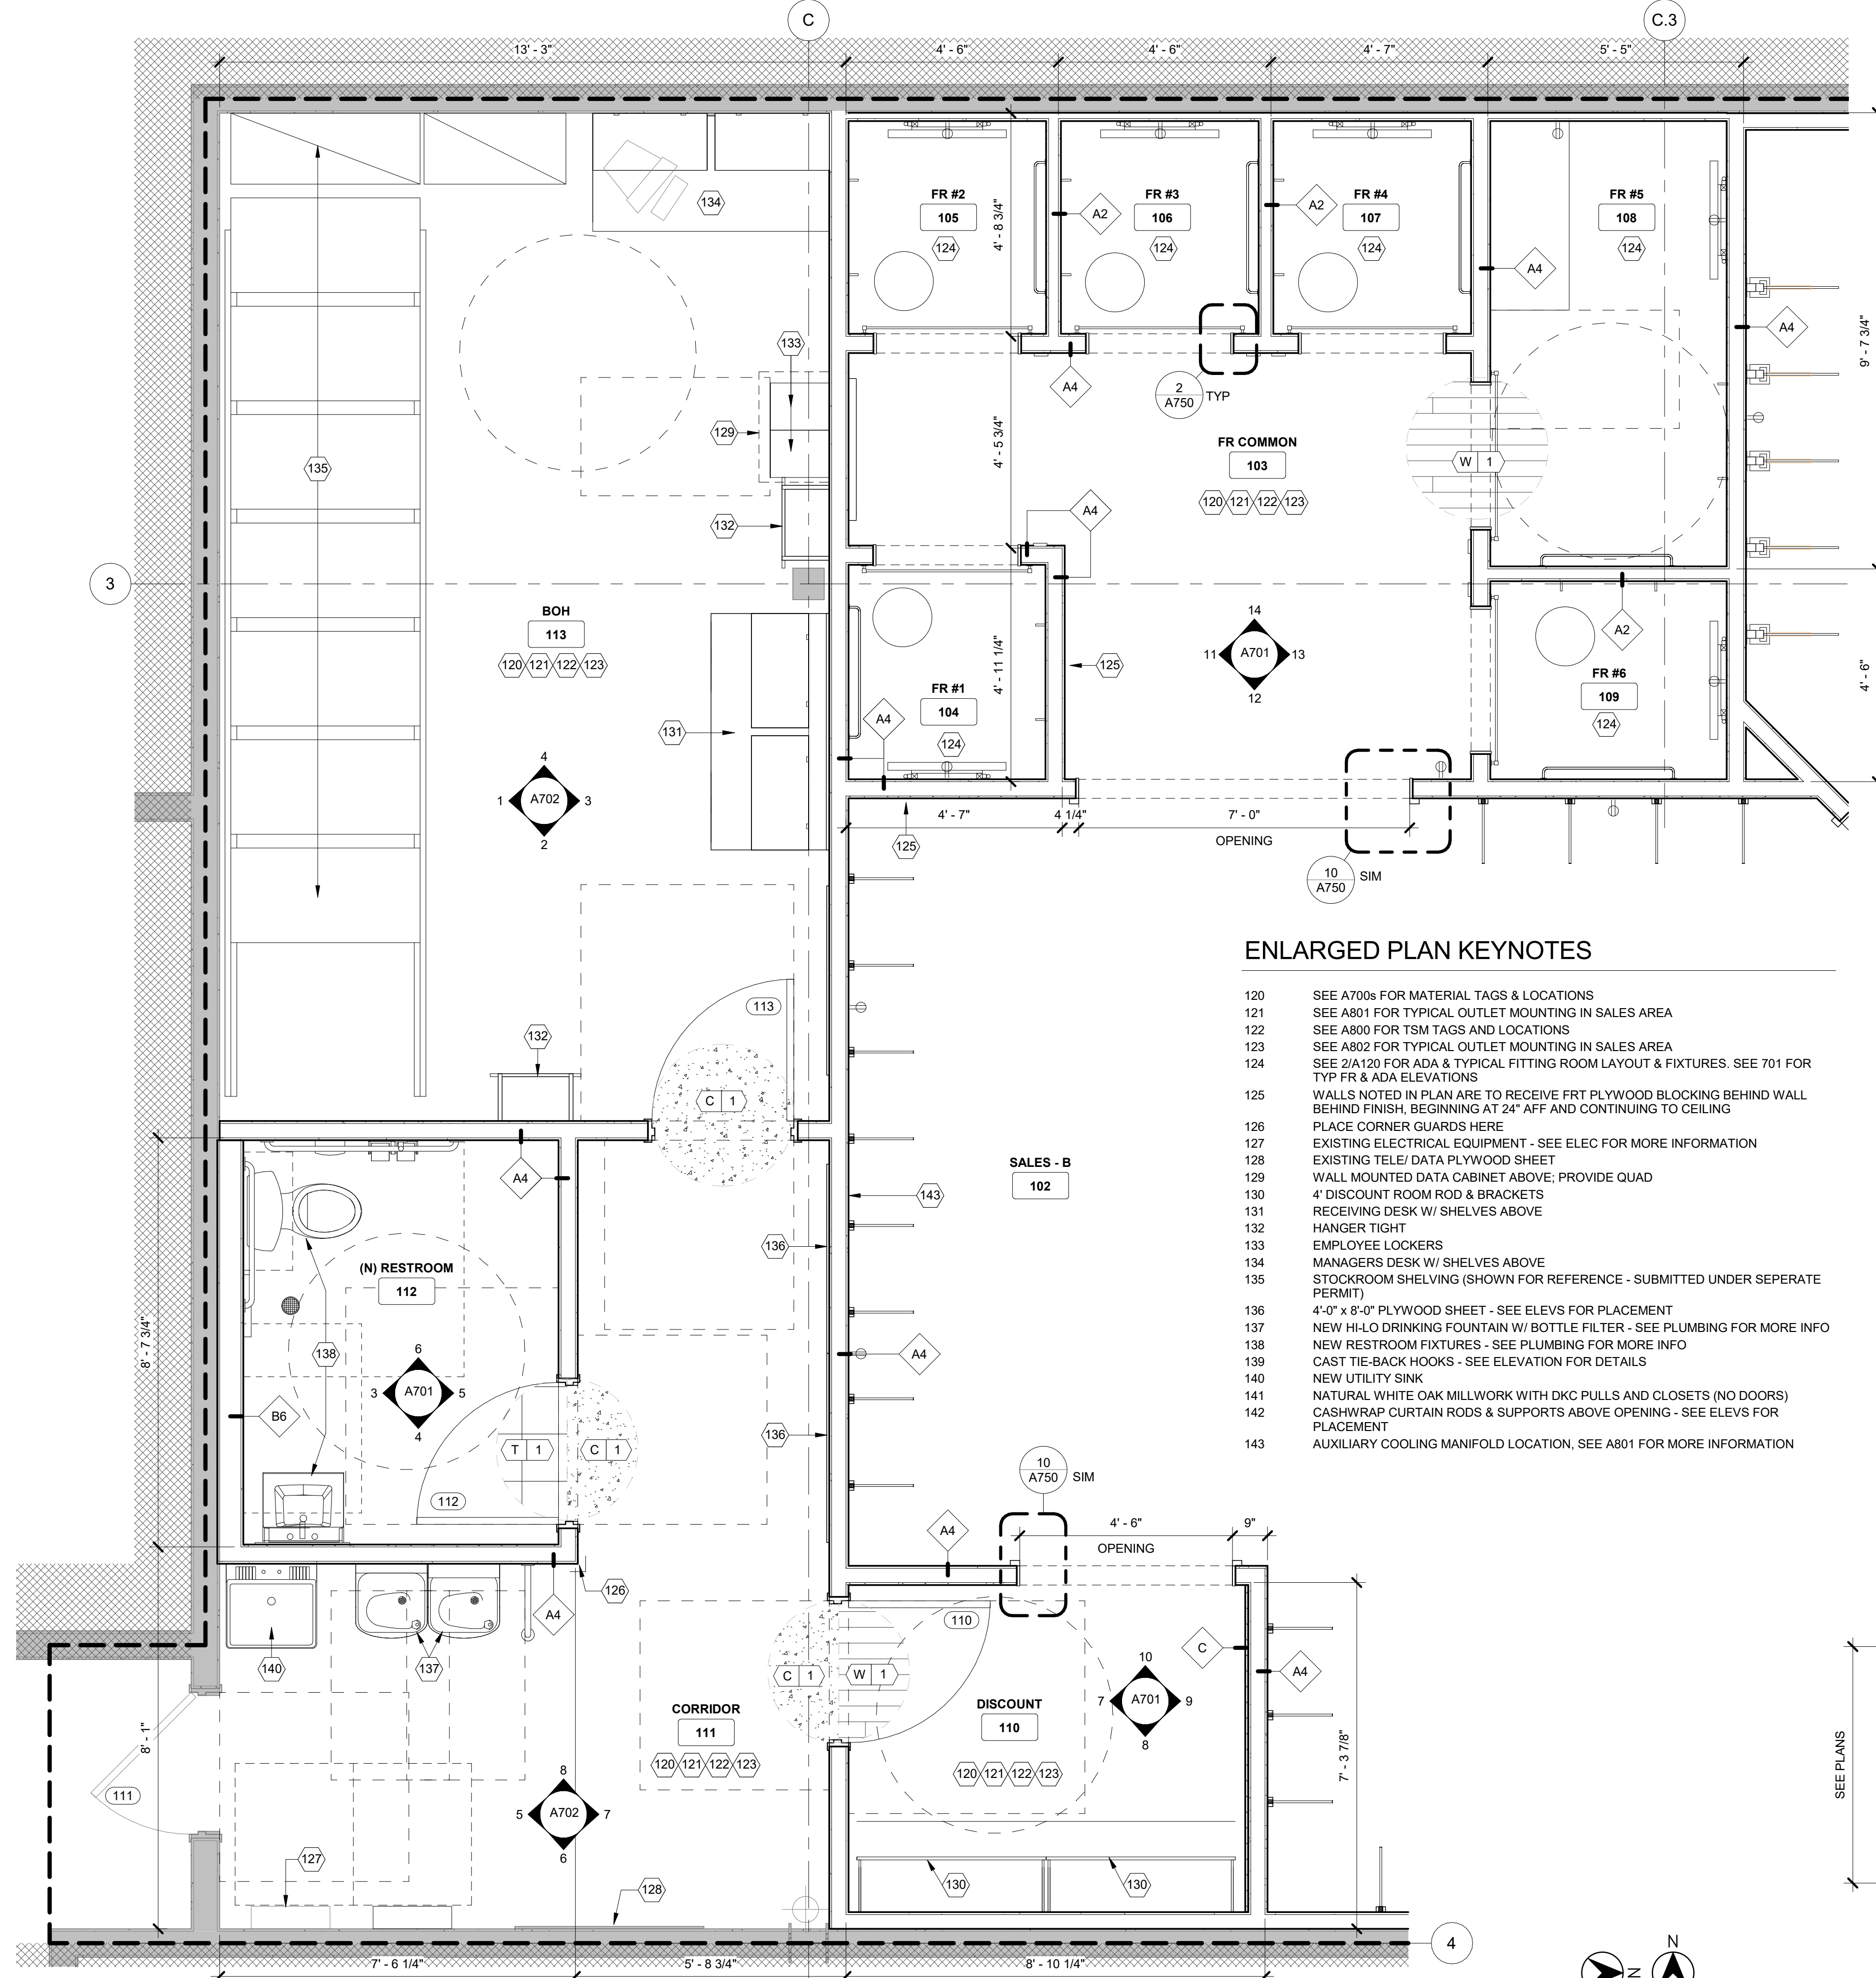 C
C.3
13' - 3"
4' - 6"
4' - 6"
4' - 7"
5' - 5"
134
FR #2
105
124
4' - 8 3/4"
A2
FR #3
106
124
A2
FR #4
107
124
A4
FR #5
108
124
A4
9' - 7 3/4"
133
129
132
135
A4
2
A750
TYP
4' - 5 3/4"
FR COMMON
103
120 121 122 123
W 1
A4
3
BOH
113
120 121 122 123
131
FR #1
104
124
A4
4' - 11 1/4"
125
14
11 A701 13
12
A2
FR #6
109
124
4' - 6"
4
1 A702 3
2
125
4' - 7"
4 1/4"
7' - 0"
OPENING
10
A750
SIM
113
132
C 1
ENLARGED PLAN KEYNOTES
120 SEE A700s FOR MATERIAL TAGS & LOCATIONS
121 SEE A801 FOR TYPICAL OUTLET MOUNTING IN SALES AREA
122 SEE A800 FOR TSM TAGS AND LOCATIONS
123 SEE A802 FOR TYPICAL OUTLET MOUNTING IN SALES AREA
124 SEE 2/A120 FOR ADA & TYPICAL FITTING ROOM LAYOUT & FIXTURES. SEE 701 FOR
TYP FR & ADA ELEVATIONS
125 WALLS NOTED IN PLAN ARE TO RECEIVE FRT PLYWOOD BLOCKING BEHIND WALL
BEHIND FINISH, BEGINNING AT 24" AFF AND CONTINUING TO CEILING
126 PLACE CORNER GUARDS HERE
127 EXISTING ELECTRICAL EQUIPMENT - SEE ELEC FOR MORE INFORMATION
128 EXISTING TELE/ DATA PLYWOOD SHEET
129 WALL MOUNTED DATA CABINET ABOVE; PROVIDE QUAD
130 4' DISCOUNT ROOM ROD & BRACKETS
131 RECEIVING DESK W/ SHELVES ABOVE
132 HANGER TIGHT
133 EMPLOYEE LOCKERS
134 MANAGERS DESK W/ SHELVES ABOVE
135 STOCKROOM SHELVING (SHOWN FOR REFERENCE - SUBMITTED UNDER SEPERATE
PERMIT)
136 4'-0" x 8'-0" PLYWOOD SHEET - SEE ELEVS FOR PLACEMENT
137 NEW HI-LO DRINKING FOUNTAIN W/ BOTTLE FILTER - SEE PLUMBING FOR MORE INFO
138 NEW RESTROOM FIXTURES - SEE PLUMBING FOR MORE INFO
139 CAST TIE-BACK HOOKS - SEE ELEVATION FOR DETAILS
140 NEW UTILITY SINK
141 NATURAL WHITE OAK MILLWORK WITH DKC PULLS AND CLOSETS (NO DOORS)
142 CASHWRAP CURTAIN RODS & SUPPORTS ABOVE OPENING - SEE ELEVS FOR
PLACEMENT
143 AUXILIARY COOLING MANIFOLD LOCATION, SEE A801 FOR MORE INFORMATION
A4
SALES - B
102
143
136
(N) RESTROOM
112
8' - 7 3/4"
138
6
3 A701 5
4
B6
A4
136
T 1
C 1
112
10
A750
SIM
A4
4' - 6"
OPENING
9"
126
A4
140
137
110
C 1
W 1
C
A4
CORRIDOR
111
120 121 122 123
DISCOUNT
110
120 121 122 123
10
7 A701 9
8
8' - 1"
111
8
5 A702 7
6
7' - 3 7/8"
SEE PLANS
127
128
130
130
4
7' - 6 1/4"
5' - 8 3/4"
8' - 10 1/4"
N
N